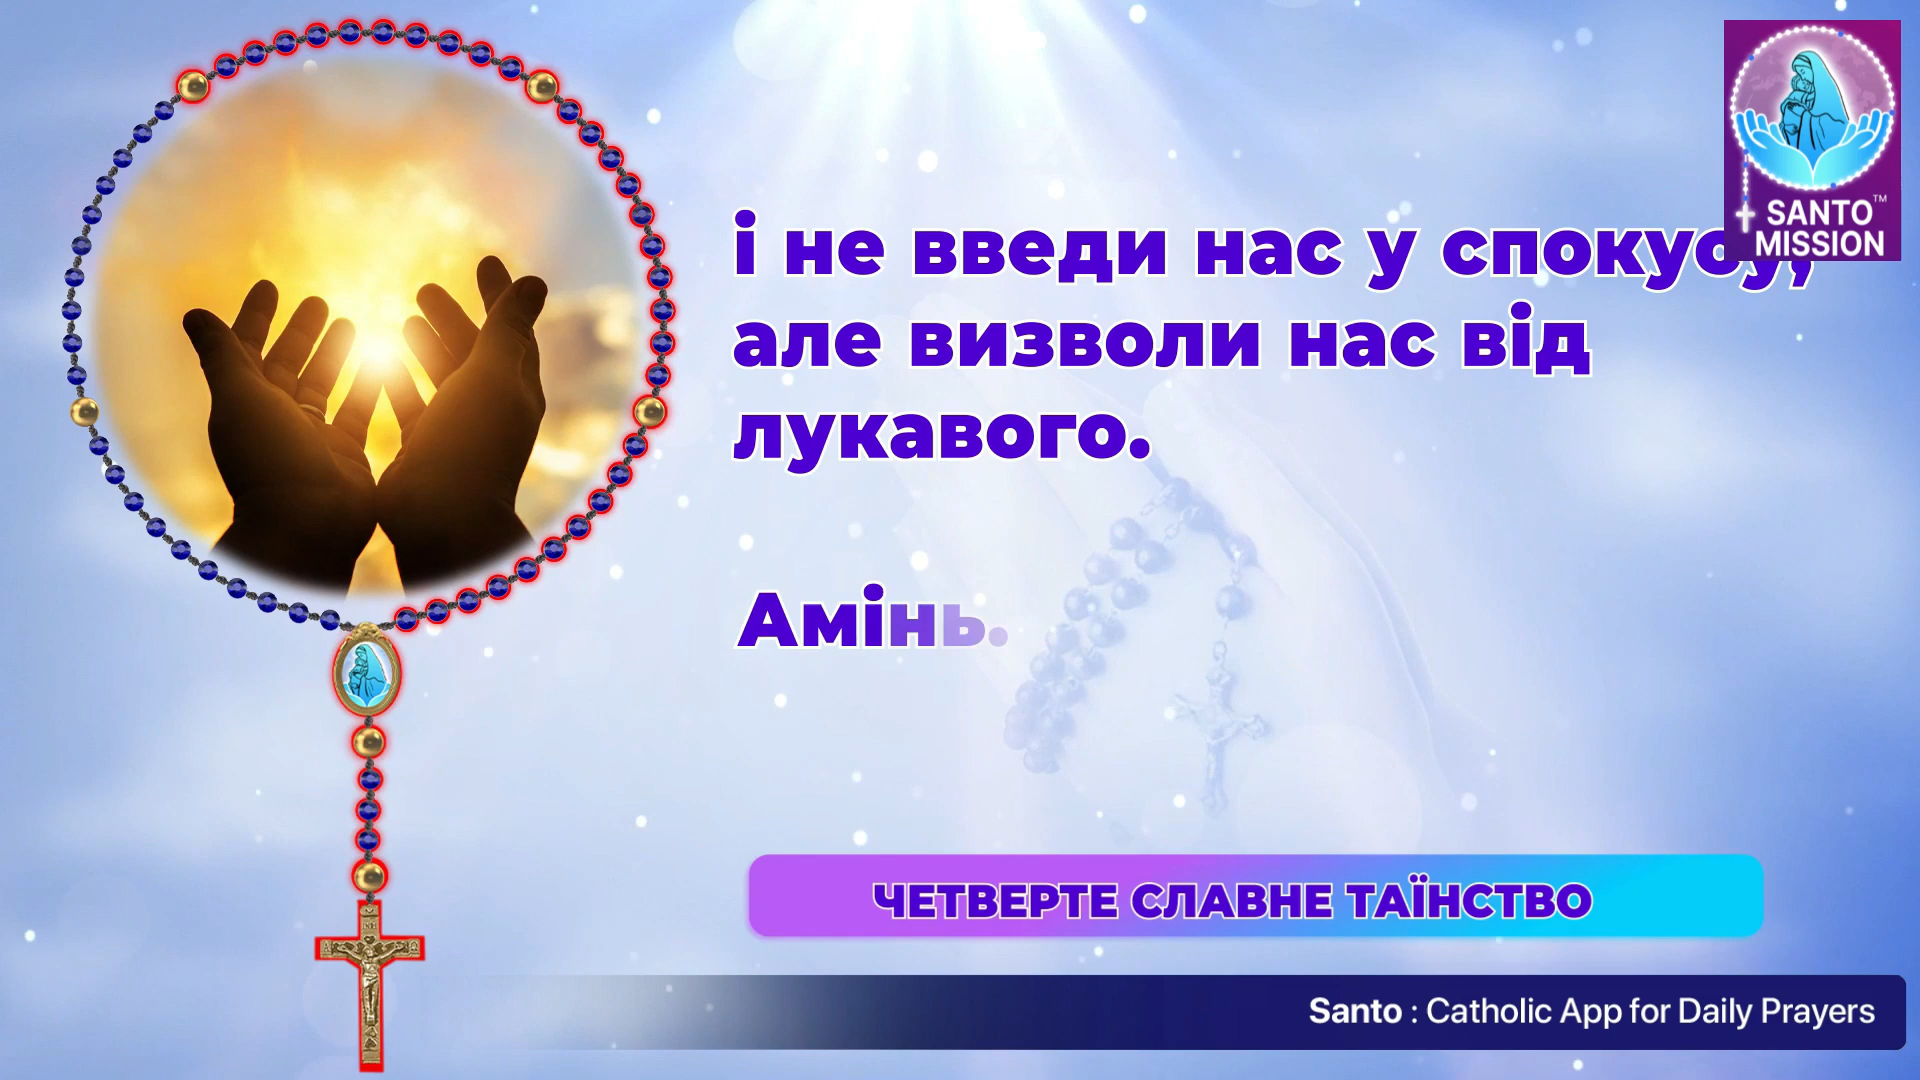 SANTO™
MISSION
і не введи нас у спокусу,
але визволи нас від
лукавого.
Амінь.
ЧЕТВЕРТЕ СЛАВНЕ ТАЇНСТВО
Santo : Catholic App for Daily Prayers